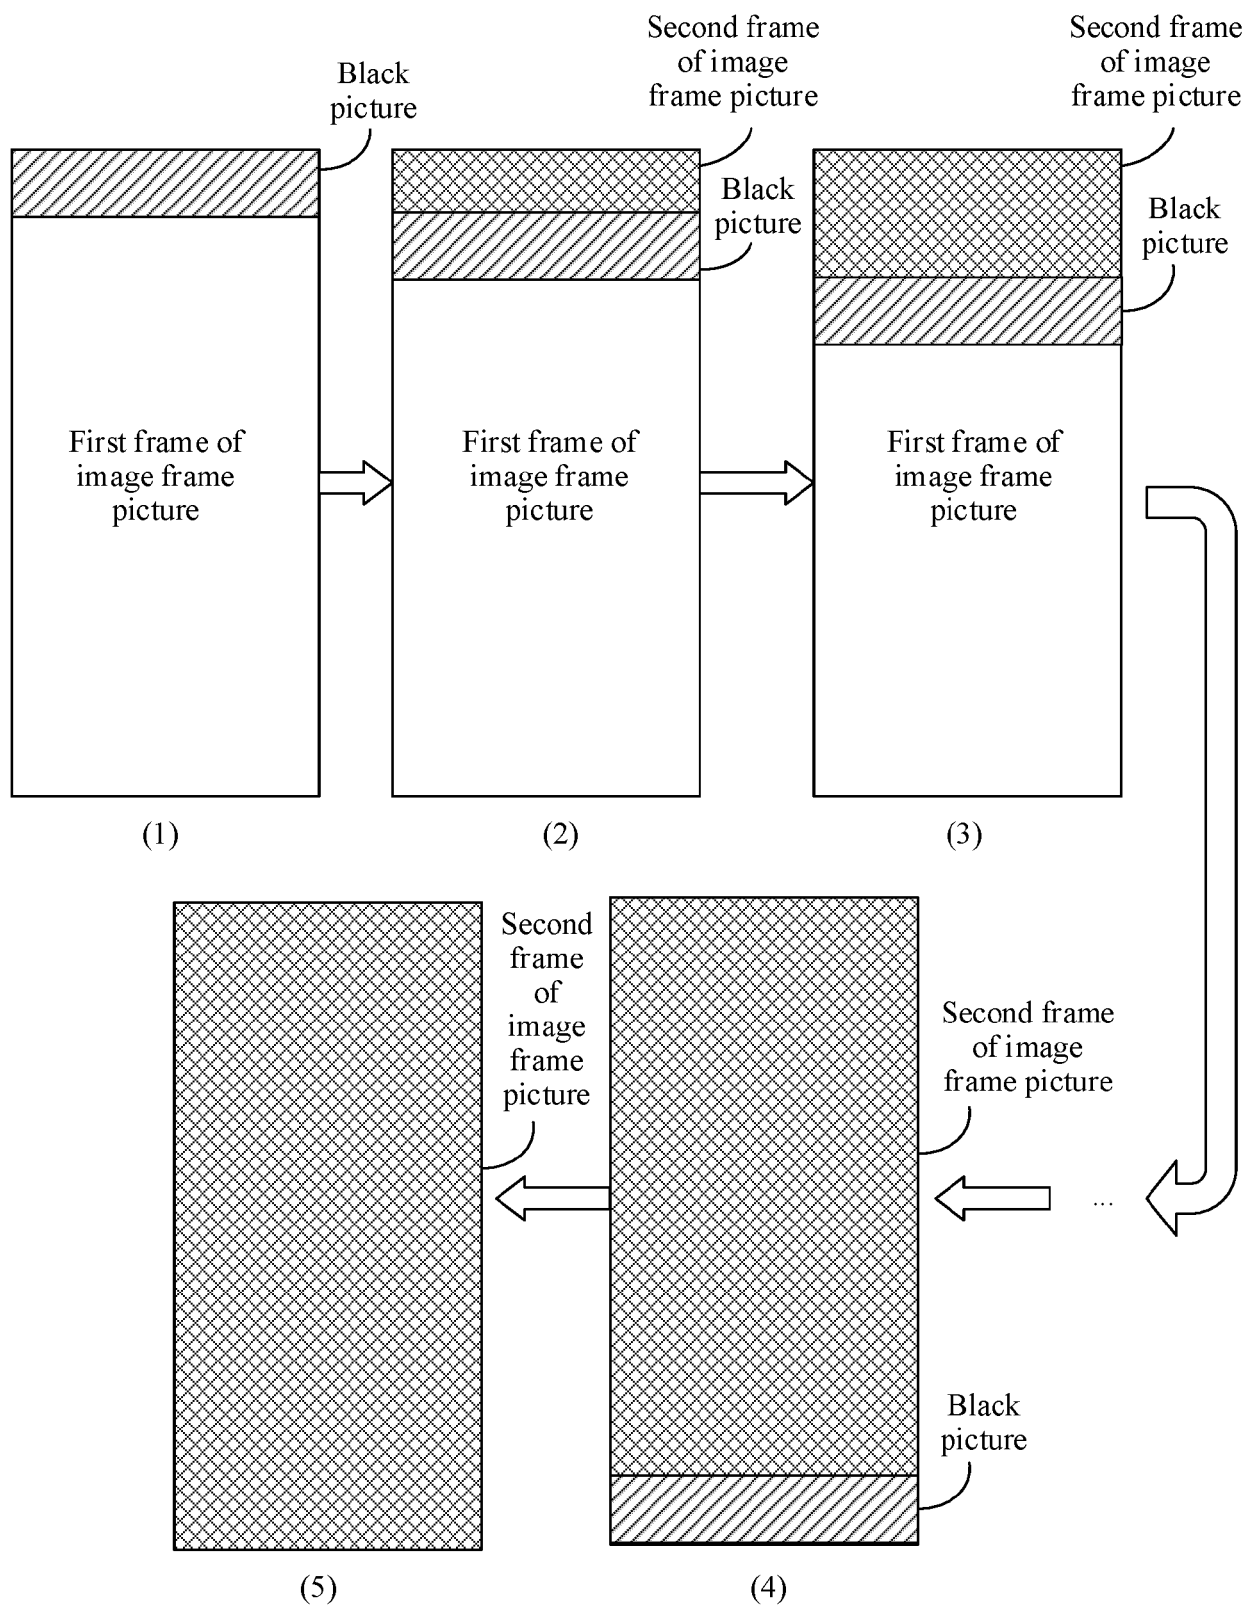 Black
picture
Second frame
of image
frame picture
Black
picture
Second frame
of image
frame picture
Black
picture
First frame of
image frame
picture
First frame of
image frame
picture
First frame of
image frame
picture
(1)
(2)
(3)
Second
frame
of
image
frame
picture
Second frame
of image
frame picture
...
Black
picture
(5)
(4)